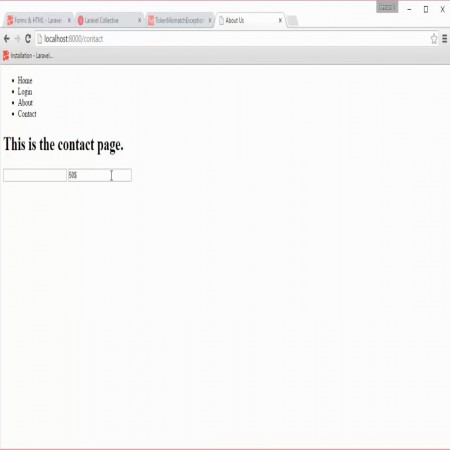 Forms & HTML - Laravel
Laravel Collective
TokenMismatchException
About Us
localhost:8000/contact
Installation - Laravel...
Home
Login
About
Contact
This is the contact page.